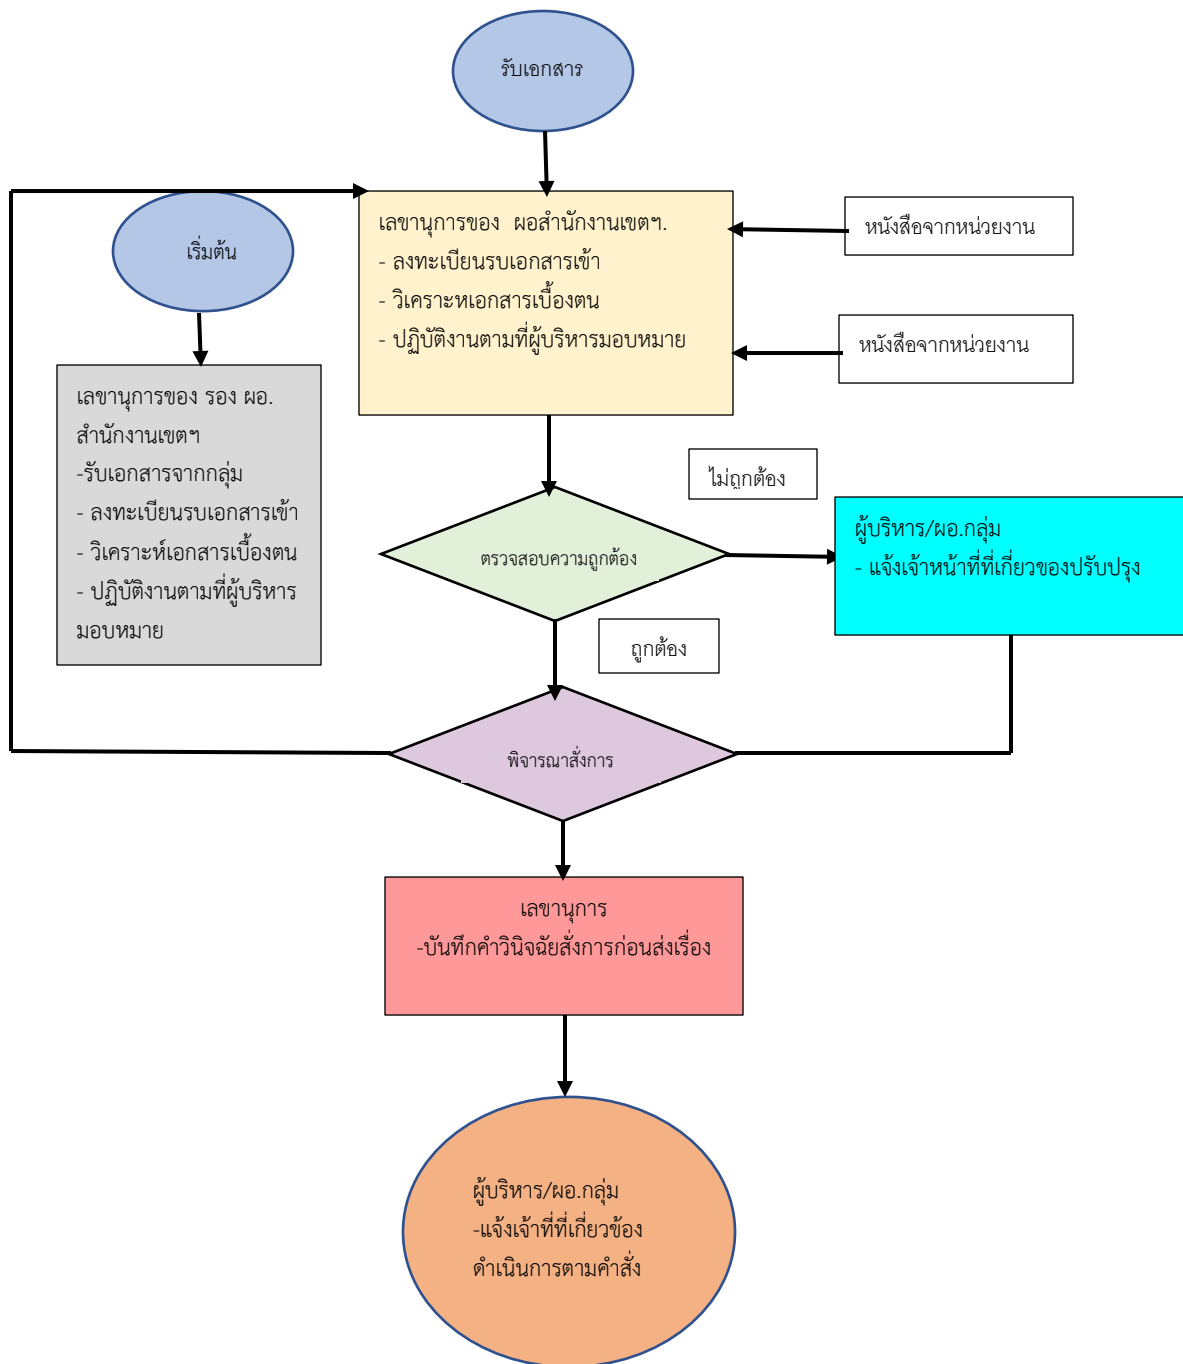 รับเอกสาร
เริ่มต้น
เลขานุการของ  ผอสำนักงานเขตฯ.
- ลงทะเบียนรบเอกสารเข้า
- วิเคราะหเอกสารเบื้องตน
- ปฏิบัติงานตามที่ผู้บริหารมอบหมาย
หนังสือจากหน่วยงาน
หนังสือจากหน่วยงาน
เลขานุการของ รอง ผอ.
สำนักงานเขตฯ
-รับเอกสารจากกลุ่ม
- ลงทะเบียนรบเอกสารเข้า
- วิเคราะห์เอกสารเบื้องตน
- ปฏิบัติงานตามที่ผู้บริหาร
มอบหมาย
ไม่ถูกต้อง
ตรวจสอบความถูกต้อง
ผู้บริหาร/ผอ.กลุ่ม
- แจ้งเจ้าหน้าที่ที่เกี่ยวของปรับปรุง
ถูกต้อง
พิจารณาสั่งการ
เลขานุการ
-บันทึกคำวินิจฉัยสั่งการก่อนส่งเรื่อง
ผู้บริหาร/ผอ.กลุ่ม
-แจ้งเจ้าที่ที่เกี่ยวข้อง
ดำเนินการตามคำสั่ง